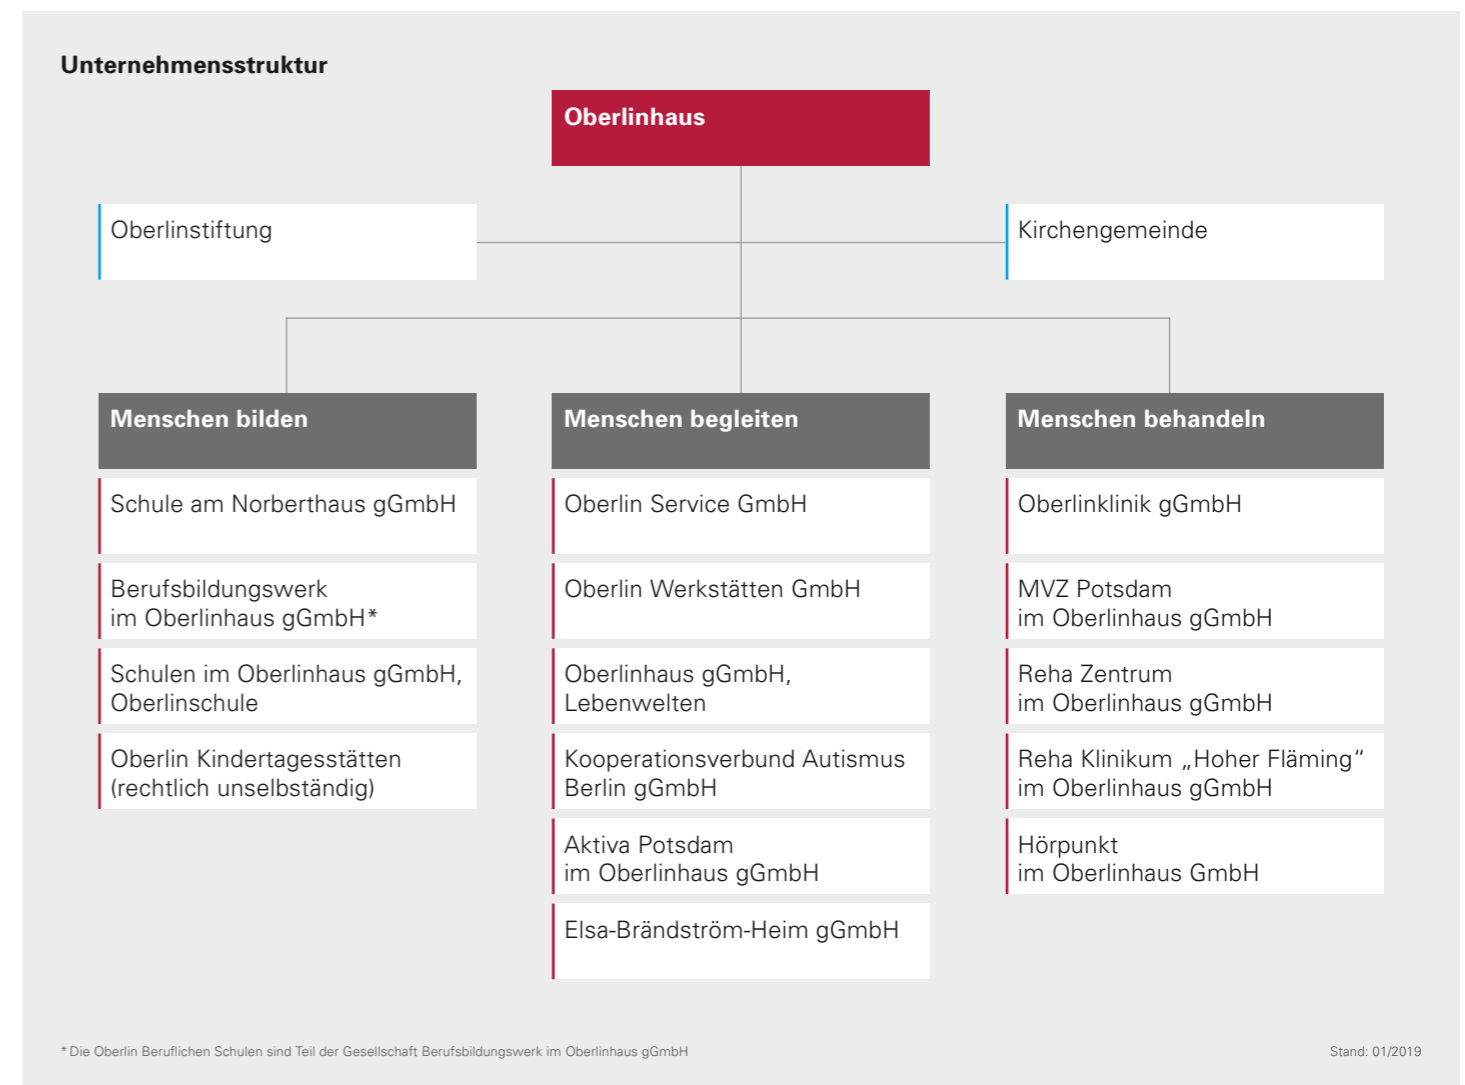 Unternehmensstruktur
Oberlinhaus
Oberlinstiftung
Kirchengemeinde
Menschen bilden
Schule am Norberthaus gGmbH
Berufsbildungswerk
im Oberlinhaus gGmbH*
Schulen im Oberlinhaus gGmbH,
Oberlinschule
Oberlin Kindertagesstätten
(rechtlich unselbständig)
Menschen begleiten
Oberlin Service GmbH
Oberlin Werkstätten GmbH
Oberlinhaus gGmbH,
Lebenwelten
Kooperationsverbund Autismus
Berlin gGmbH
Aktiva Potsdam
im Oberlinhaus gGmbH
Elsa-Brändström-Heim gGmbH
Menschen behandeln
Oberlinklinik gGmbH
MVZ Potsdam
im Oberlinhaus gGmbH
Reha Zentrum
im Oberlinhaus gGmbH
Reha Klinikum „Hoher Fläming“
im Oberlinhaus gGmbH
Hörpunkt
im Oberlinhaus GmbH
* Die Oberlin Beruflichen Schulen sind Teil der Gesellschaft Berufsbildungswerk im Oberlinhaus gGmbH
Stand: 01/2019